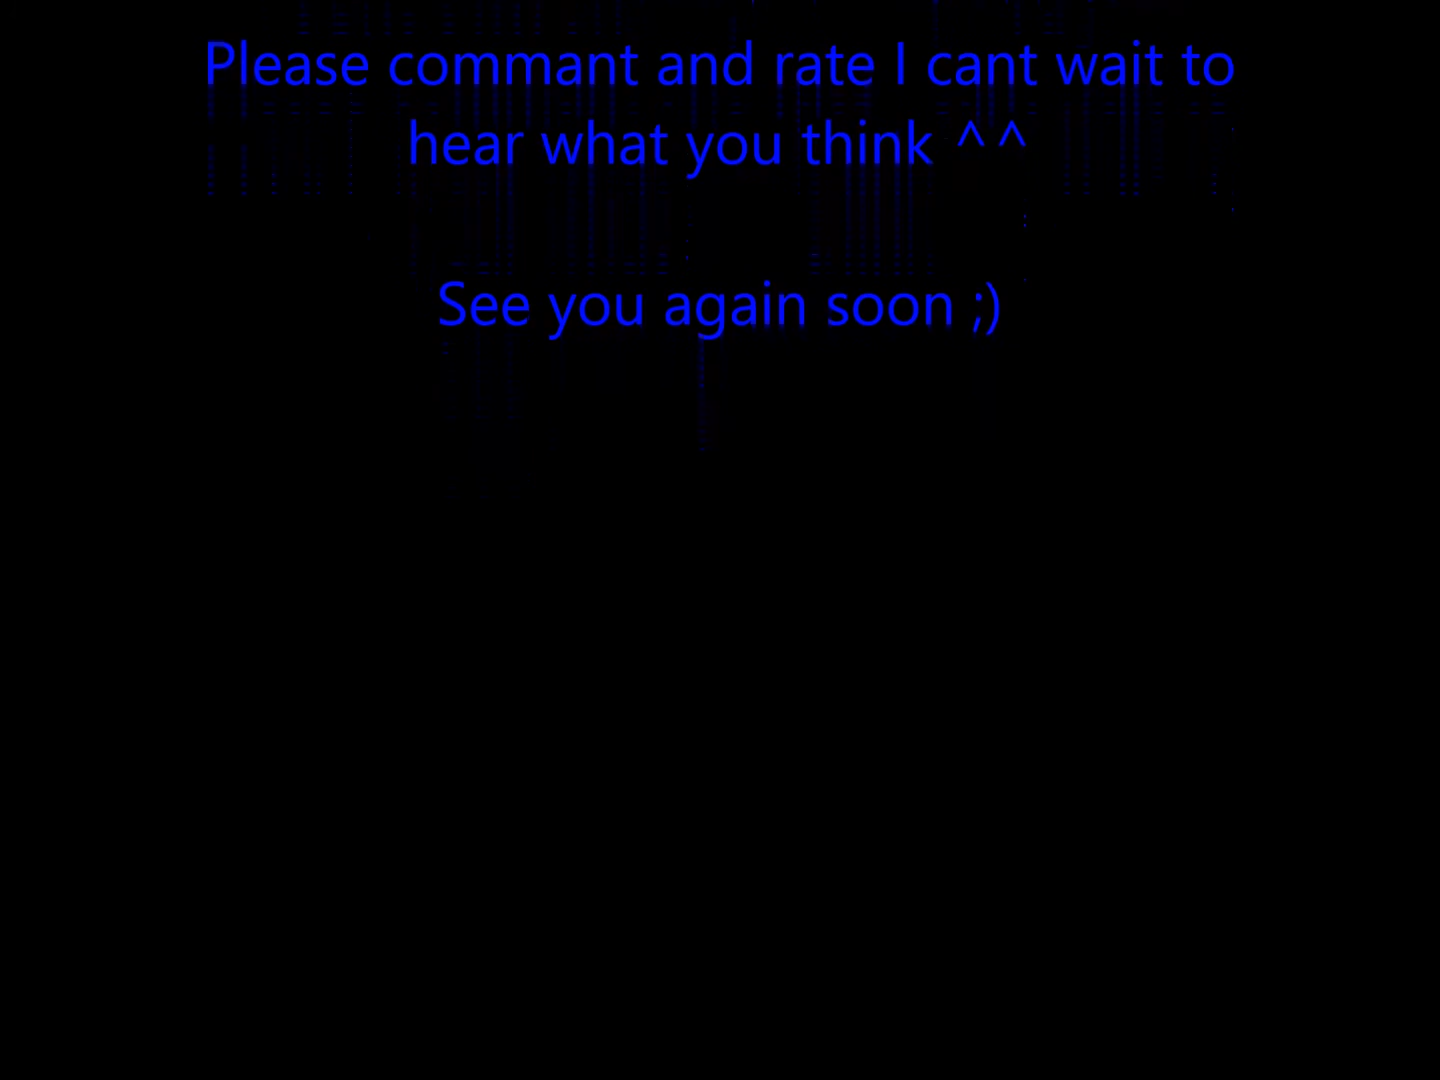 Please commant and rate I cant wait to
hear what you think ^^
See you again soon ;)